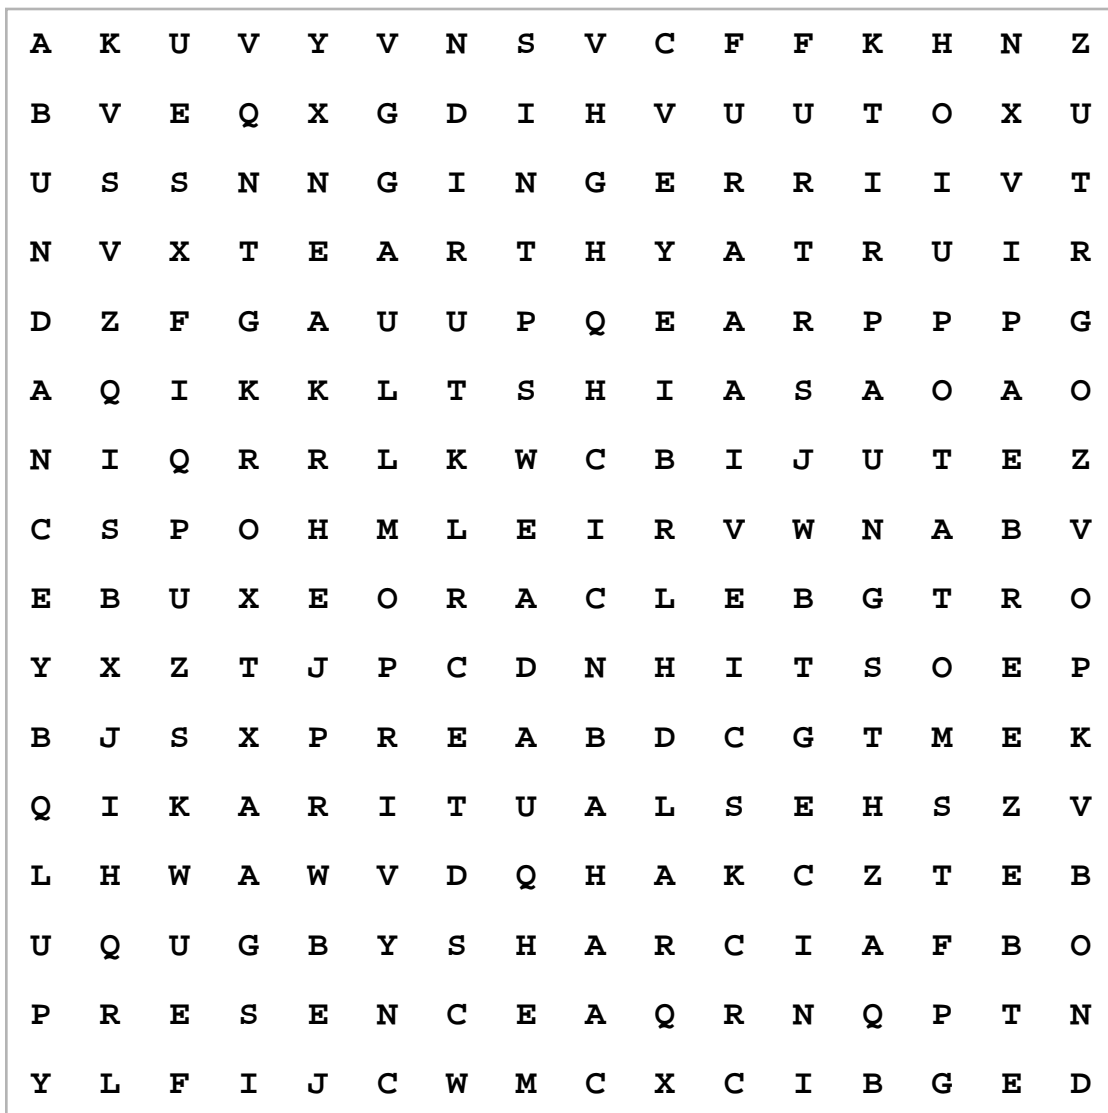 A K U V Y V N S V C F F K H N Z
B V E Q X G D I H V U U T O X U
U S S N N G I N G E R R I I V T
N V X T E A R T H Y A T R U I R
D Z F G A U U P Q E A R P P P G
A Q I K K L T S H I A S A O A O
N I Q R R L K W C B I J U T E Z
C S P O H M L E I R V W N A B V
E B U X E O R A C L E B G T R O
Y X Z T J P C D N H I T S O E P
B J S X P R E A B D C G T M E K
Q I K A R I T U A L S E H S Z V
L H W A W V D Q H A K C Z T E B
U Q U G B Y S H A R C I A F B O
P R E S E N C E A Q R N Q P T N
Y L F I J C W M C X C I B G E D